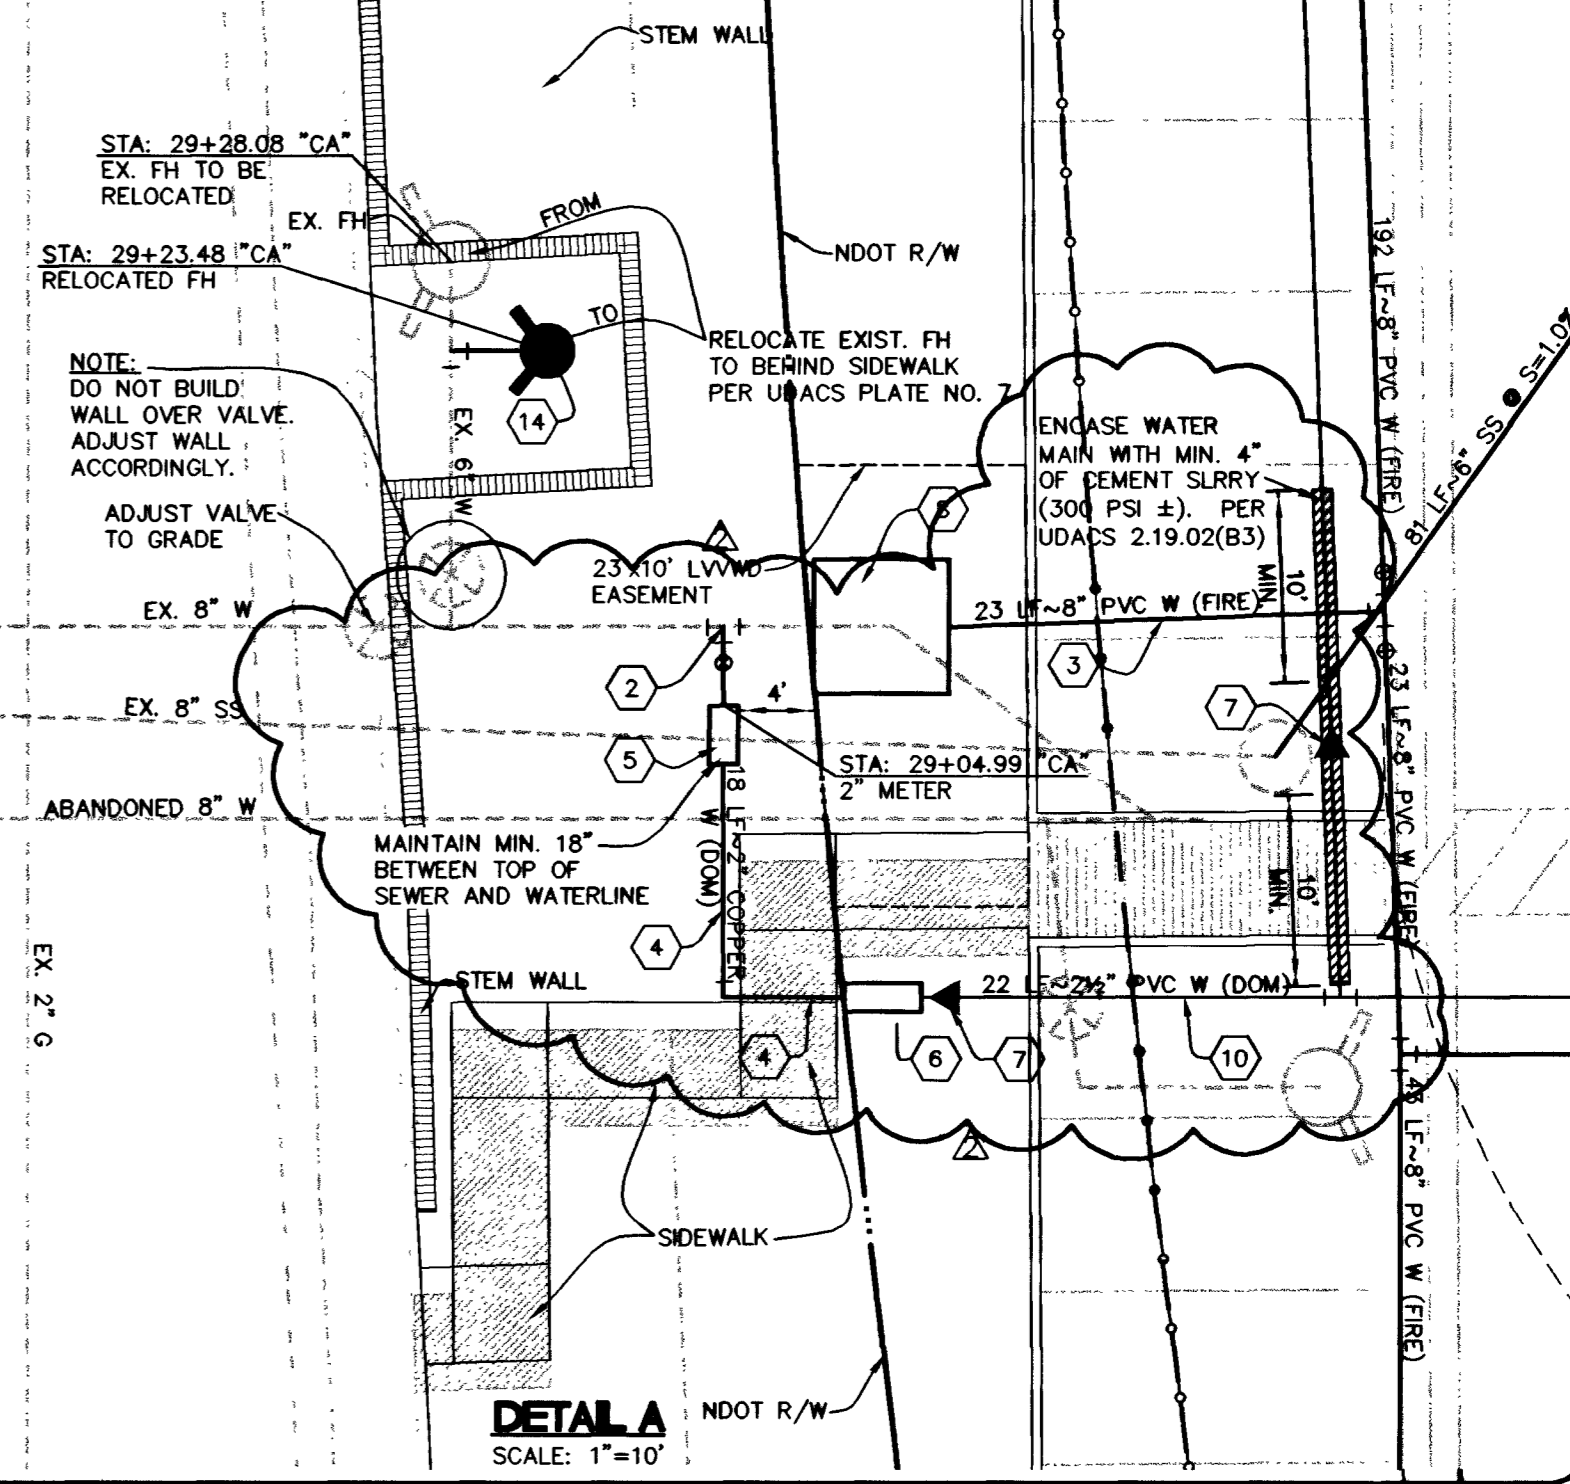 STEM WALL
STA: 29+28.08 "CA"
EX. FH TO BE
RELOCATED
EX. FH
FROM
STA: 29+23.48 "CA"
RELOCATED FH
TO
NDOT R/W
RELOCATE EXIST. FH
TO BEHIND SIDEWALK
PER UDACS PLATE NO. 7
NOTE:
DO NOT BUILD
WALL OVER VALVE.
ADJUST WALL
ACCORDINGLY.
14
EX 6" W
ADJUST VALVE
TO GRADE
ENCASE WATER
MAIN WITH MIN. 4"
OF CEMENT SLRRY
(300 PSI ±). PER
UDACS 2.19.02(B3)
192 LF~8" PVC W (FIRE)
81 LF~6" SS @ S=1.0%
8
2
23'x10' LVVWD
EASEMENT
10'
MIN.
EX. 8" W
23 LF~8" PVC W (FIRE)
2
3
4'
EX. 8" SS
7
5
STA: 29+04.99 "CA"
2" METER
23 LF~8" PVC W (FIRE)
18 LF~2" COPPER
W (DOM)
ABANDONED 8" W
MAINTAIN MIN. 18"
BETWEEN TOP OF
SEWER AND WATERLINE
10'
MIN.
4
EX. 2" G
STEM WALL
22 LF~2½" PVC W (DOM)
4
6
7
10
2
LF~8" PVC W (FIRE)
SIDEWALK
DETAIL A
SCALE: 1"=10'
NDOT R/W